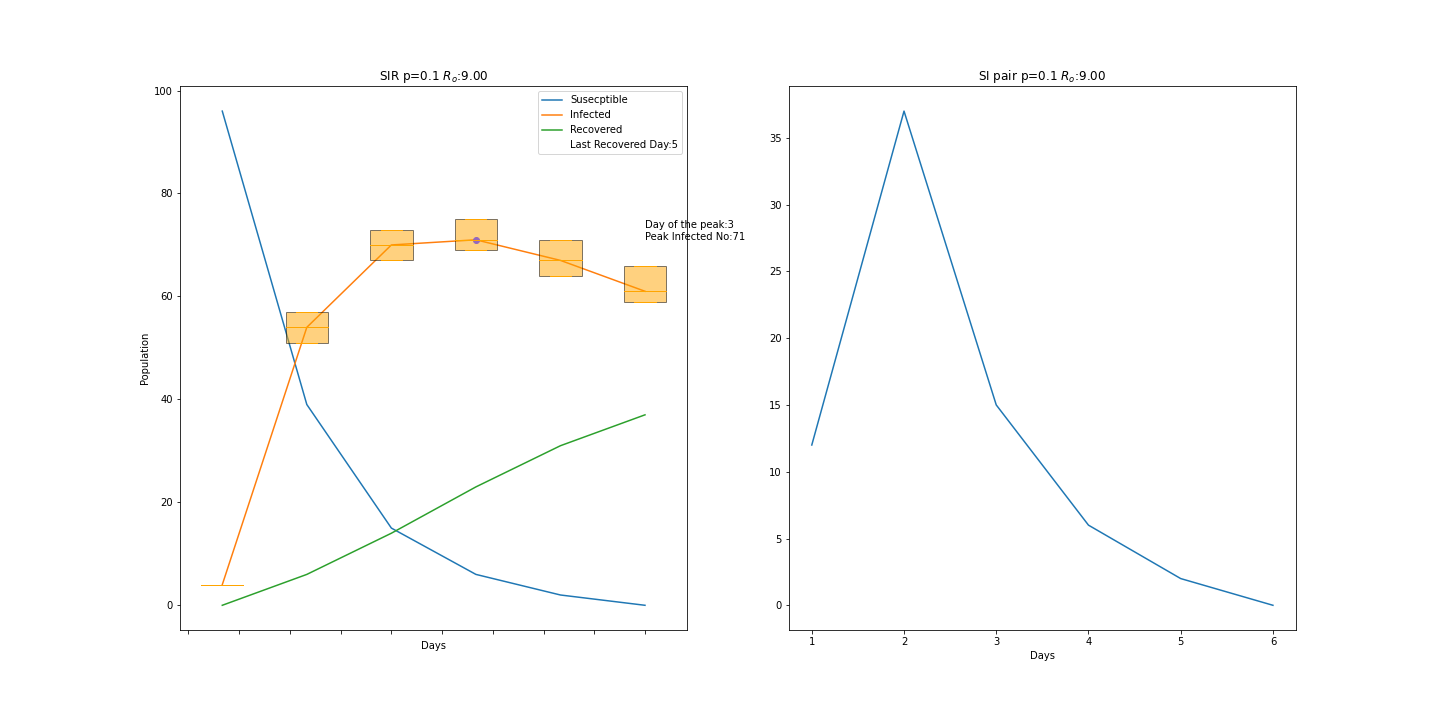 SIR p=0.1 Rₒ:9.00
100
80
60
40
20
0
Population
Days
Susecptible
Infected
Recovered
Last Recovered Day:5
Day of the peak:3
Peak Infected No:71
SI pair p=0.1 Rₒ:9.00
35
30
25
20
15
10
5
0
1 2 3 4 5 6
Days